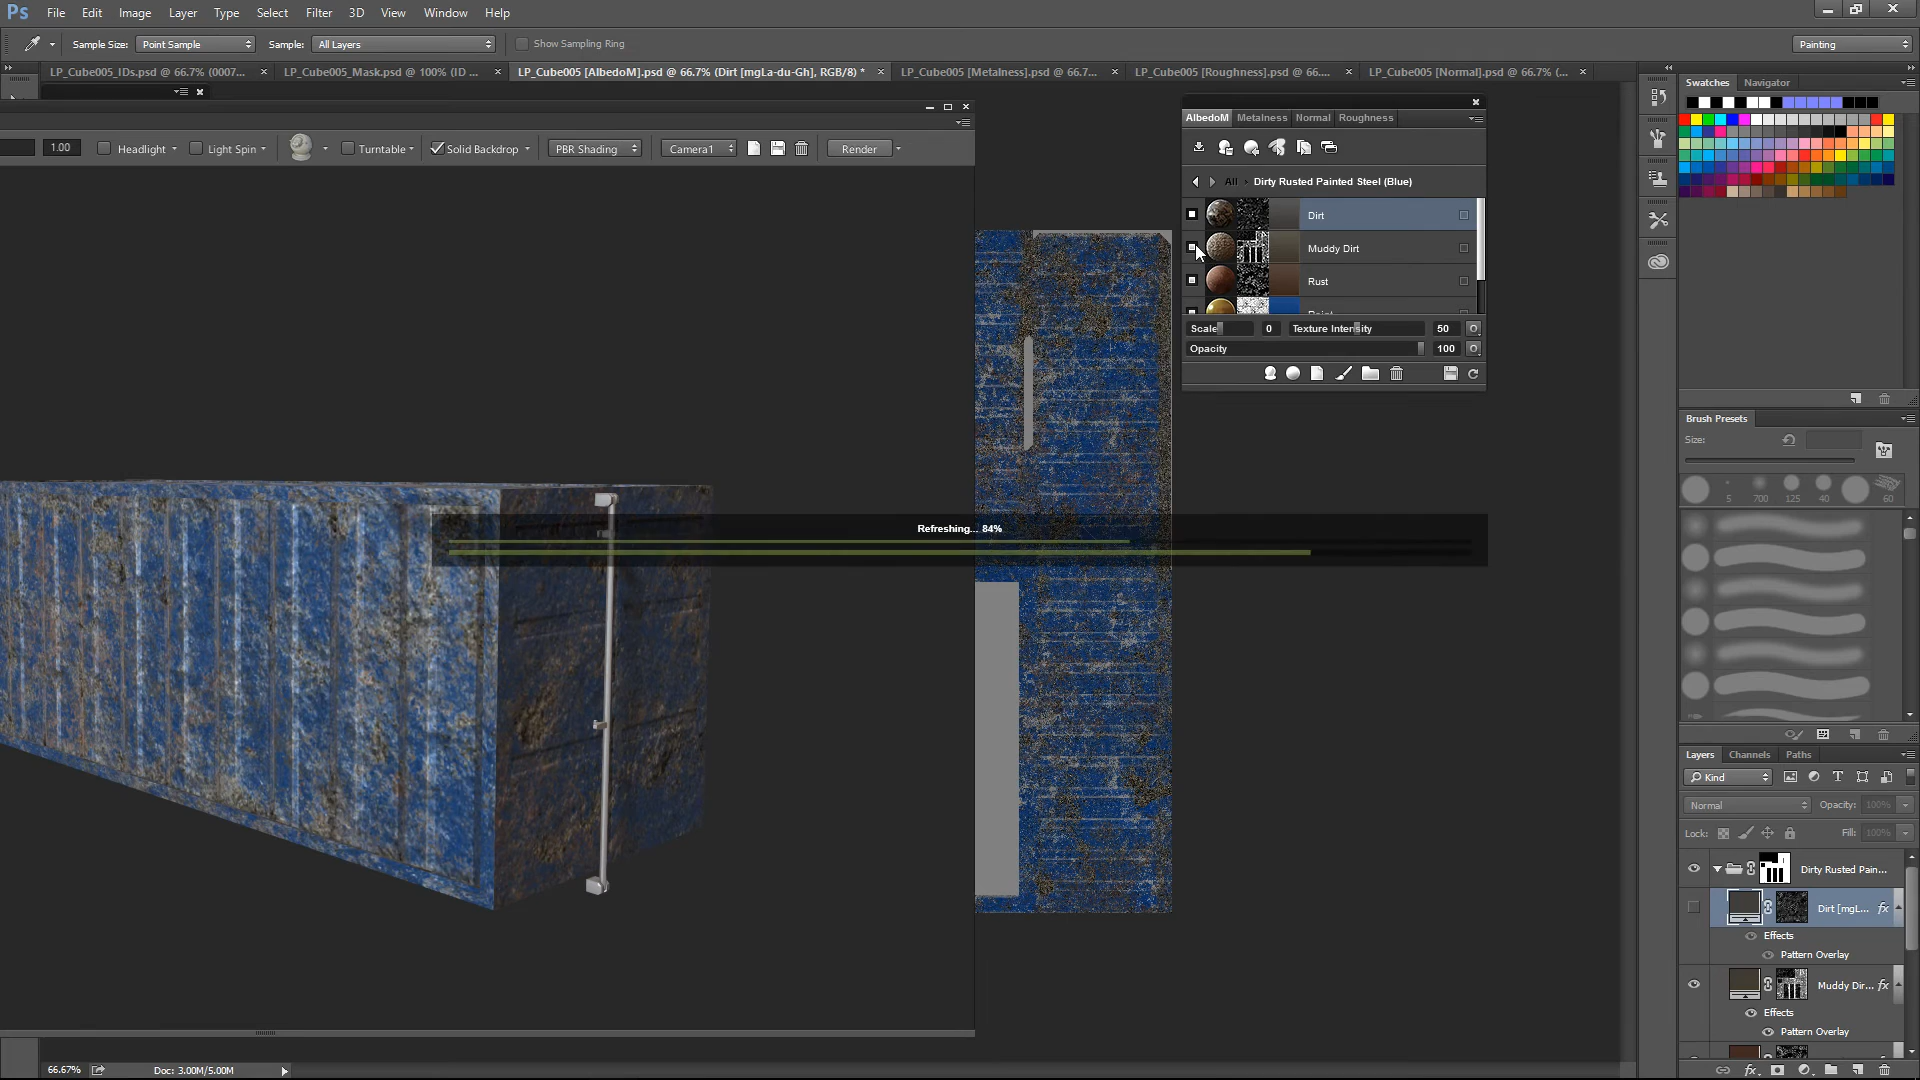 Ps File Edit Image Layer Type Select Filter 3D View Window Help
Sample Size: Point Sample Sample: All Layers Show Sampling Ring Painting
LP_Cube005_IDs.psd @ 66.7% (0007... × LP_Cube005_Mask.psd @ 100% (ID ... × LP_Cube005 [AlbedoM].psd @ 66.7% (Dirt [mgLa-du-Gh], RGB/8) * × LP_Cube005 [Metalness].psd @ 66.7... × LP_Cube005 [Roughness].psd @ 66.... × LP_Cube005 [Normal].psd @ 66.7% (... ×
Swatches Navigator
AlbedoM Metalness Normal Roughness
1.00 Headlight Light Spin Turntable Solid Backdrop PBR Shading Camera1 Render
All Dirty Rusted Painted Steel (Blue)
Dirt
Muddy Dirt
Rust
Scale 0 Texture Intensity 50
Opacity 100
Brush Presets
Size:
5 700 125 40 60
Refreshing... 84%
Layers Channels Paths
Kind
Normal Opacity: 100%
Lock: Fill: 100%
Dirty Rusted Pain...
Dirt [mgL... fx
Effects
Pattern Overlay
Muddy Dir... fx
Effects
Pattern Overlay
66.67% Doc: 3.00M/5.00M
fx